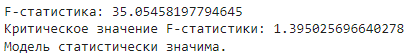 F-статистика: 35.05458197794645
Критическое значение F-статистики: 1.395025696640278
Модель статистически значима.